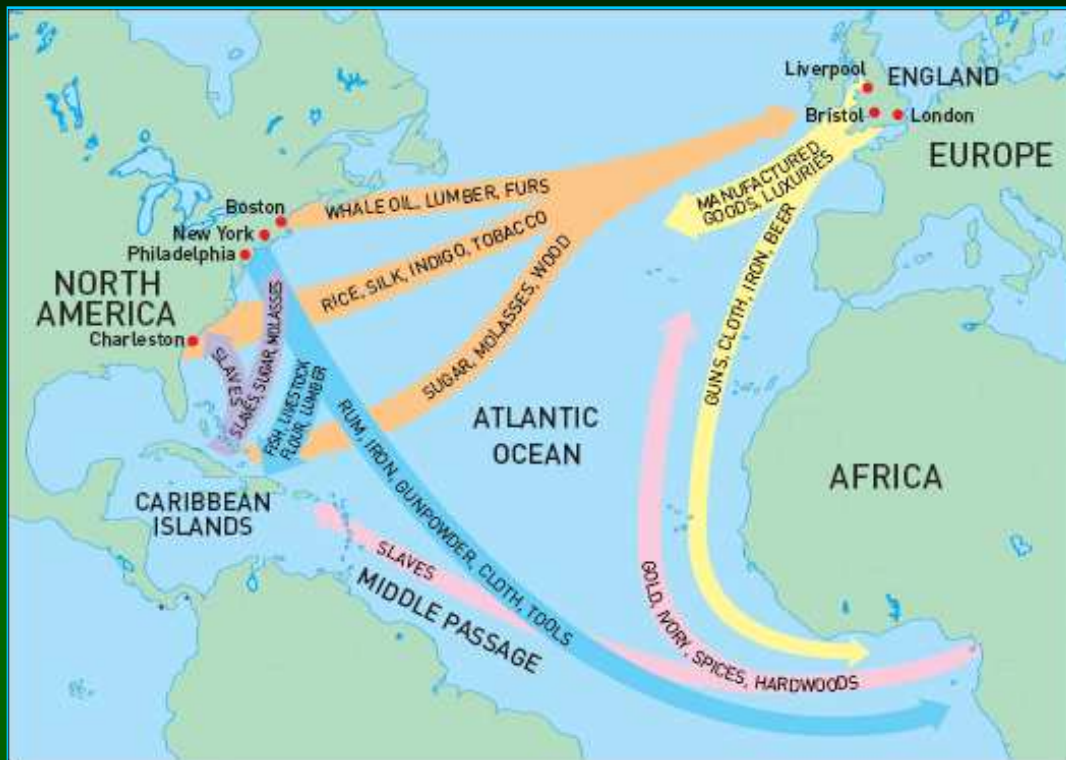 Liverpool
ENGLAND
Bristol
London
EUROPE
MANUFACTURED
GOODS, LUXURIES
WHALE OIL, LUMBER, FURS
Boston
New York
Philadelphia
RICE, SILK, INDIGO, TOBACCO
NORTH
AMERICA
Charleston
SLAVES
SLAVES, SUGAR, MOLASSES
FISH, LIVESTOCK
FLOUR, LUMBER
SUGAR, MOLASSES, WOOD
GUNS, CLOTH, IRON, BEER
RUM, IRON, GUNPOWDER, CLOTH, TOOLS
ATLANTIC
OCEAN
AFRICA
CARIBBEAN
ISLANDS
SLAVES
MIDDLE PASSAGE
GOLD, IVORY, SPICES, HARDWOODS